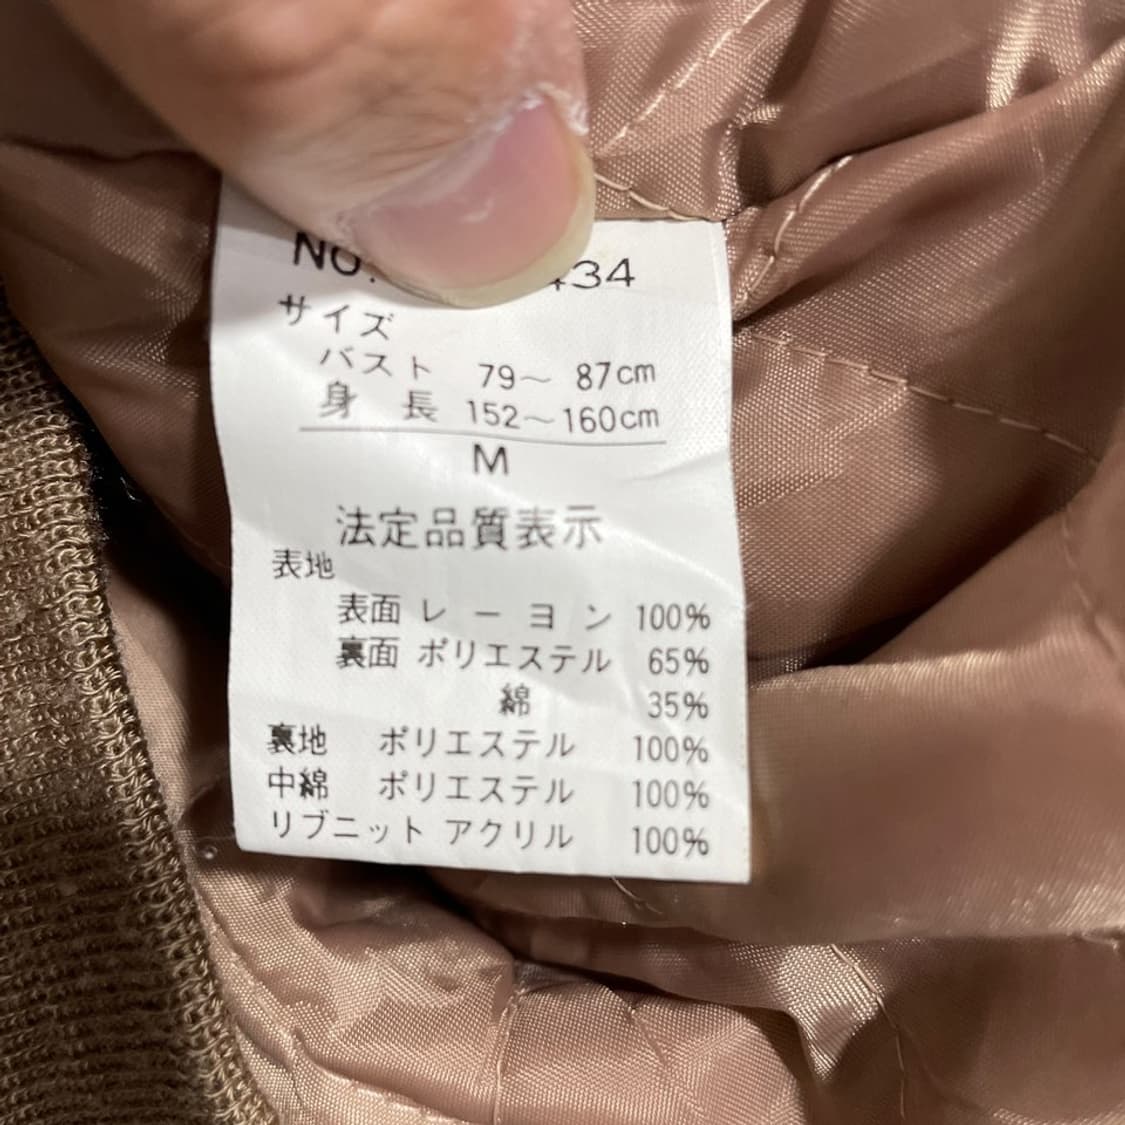 No. 34
サイズ
バスト 79〜 87cm
身 長 152〜160cm
M
法定品質表示
表地
表面 レーヨン 100%
裏面 ポリエステル 65%
綿 35%
裏地 ポリエステル 100%
中綿 ポリエステル 100%
リブニット アクリル 100%